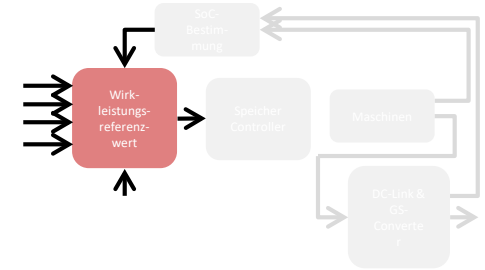 SoC-
Bestim-
mung
Wirk-
leistungs-
referenz-
wert
Speicher
Controller
Maschinen
DC-Link &
GS-
Converte
r